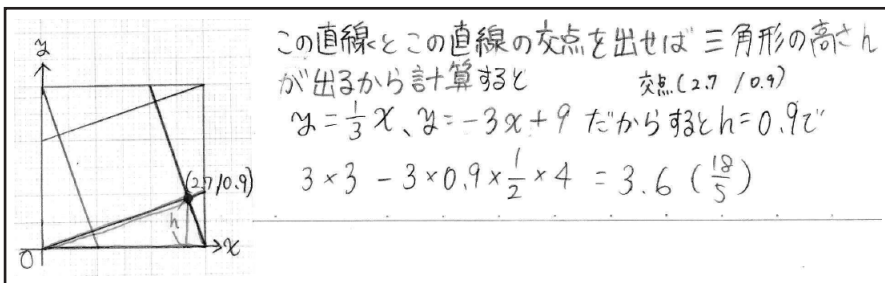 この直線とこの直線の交点を出せば三角形の高さh
が出るから計算すると 交点(2.7 / 0.9)
y = 1/3 x、y = -3x + 9 だからするとh = 0.9で
3 × 3 - 3 × 0.9 × 1/2 × 4 = 3.6 (18/5)
y
(2.7/0.9)
h
O
x